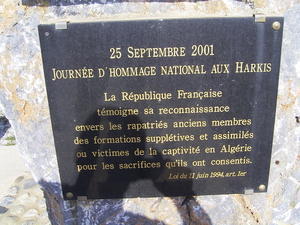 25 SEPTEMBRE 2001
JOURNÉE D'HOMMAGE NATIONAL AUX HARKIS
La République Française
témoigne sa reconnaissance
envers les rapatriés anciens membres
des formations supplétives et assimilés
ou victimes de la captivité en Algérie
pour les sacrifices qu'ils ont consentis.
Loi du 11 juin 1994, art. 1er